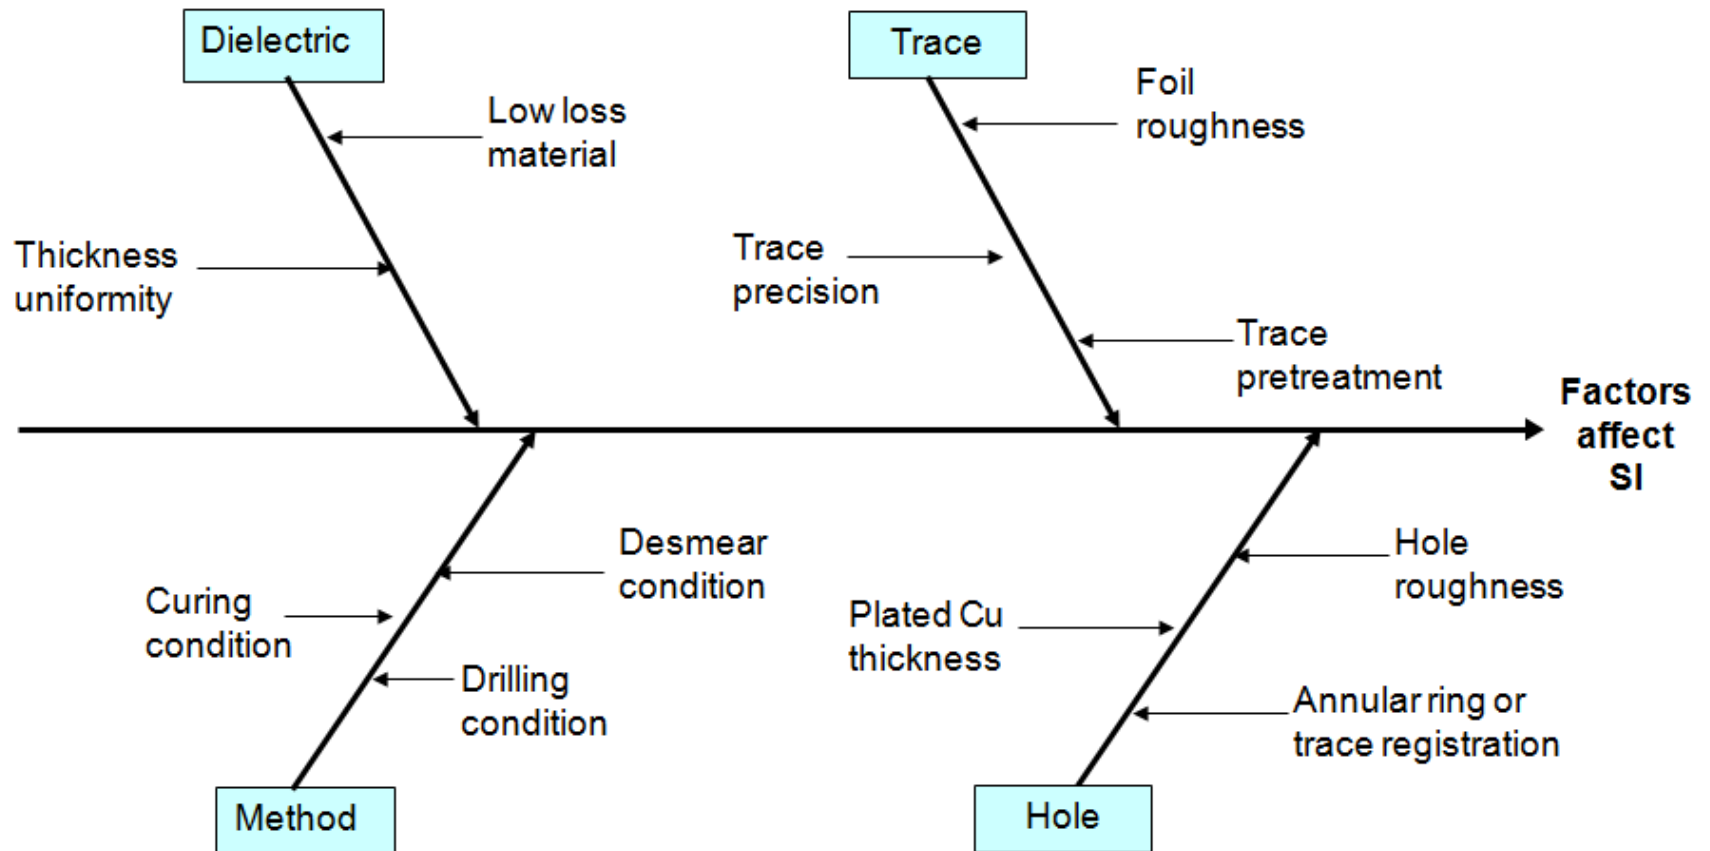 Dielectric
Trace
Low loss
material
Foil
roughness
Thickness
uniformity
Trace
precision
Trace
pretreatment
Factors
affect
SI
Desmear
condition
Curing
condition
Drilling
condition
Hole
roughness
Plated Cu
thickness
Annular ring or
trace registration
Method
Hole